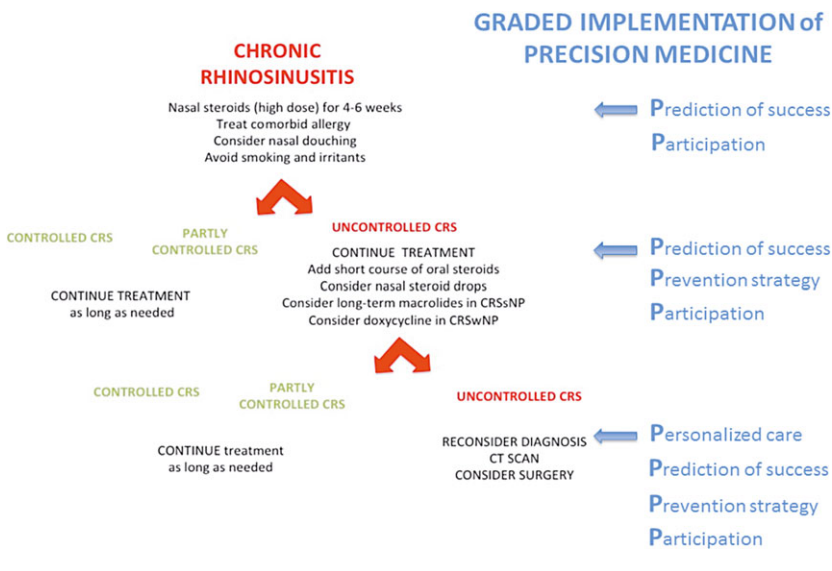 GRADED IMPLEMENTATION of
PRECISION MEDICINE
CHRONIC
RHINOSINUSITIS
Nasal steroids (high dose) for 4-6 weeks
Treat comorbid allergy
Consider nasal douching
Avoid smoking and irritants
Prediction of success
Participation
CONTROLLED CRS
PARTLY
CONTROLLED CRS
CONTINUE TREATMENT
as long as needed
UNCONTROLLED CRS
CONTINUE TREATMENT
Add short course of oral steroids
Consider nasal steroid drops
Consider long-term macrolides in CRSsNP
Consider doxycycline in CRSwNP
Prediction of success
Prevention strategy
Participation
CONTROLLED CRS
PARTLY
CONTROLLED CRS
CONTINUE treatment
as long as needed
UNCONTROLLED CRS
RECONSIDER DIAGNOSIS
CT SCAN
CONSIDER SURGERY
Personalized care
Prediction of success
Prevention strategy
Participation